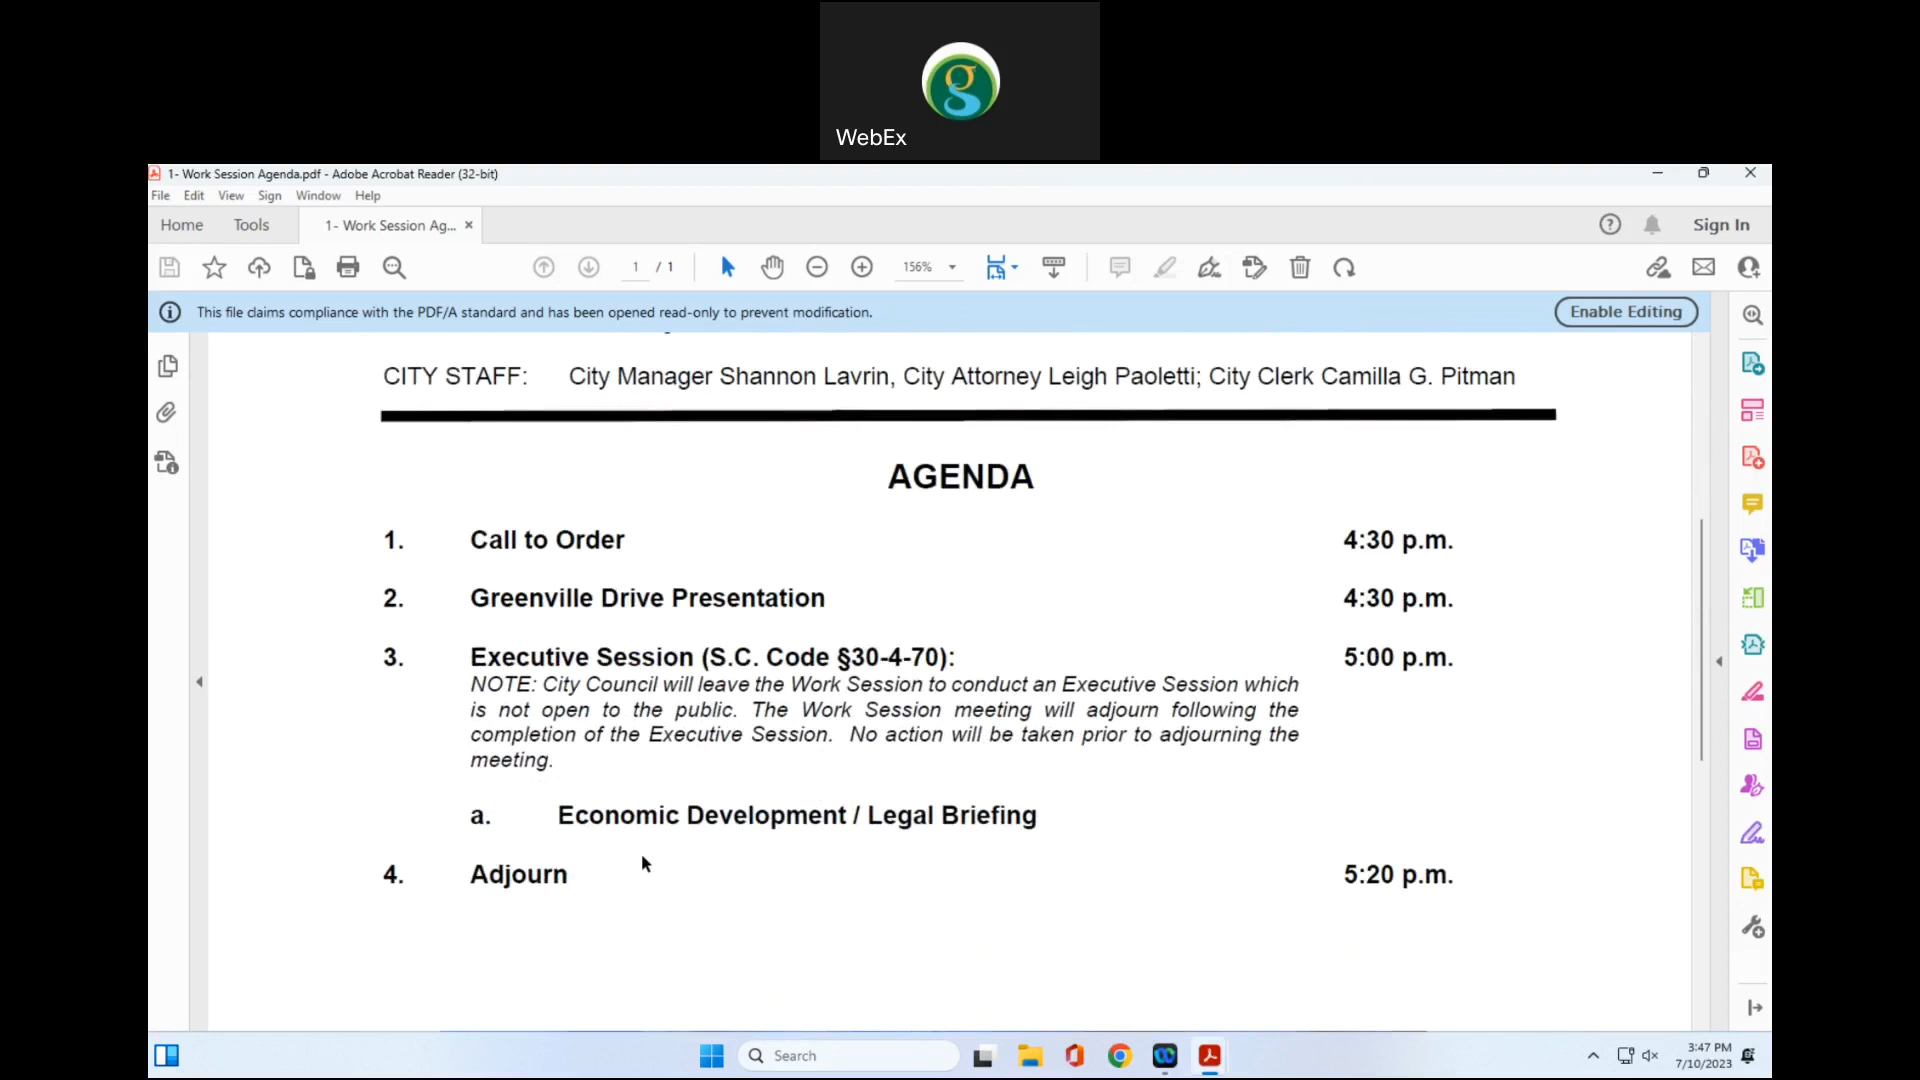 WebEx
1- Work Session Agenda.pdf - Adobe Acrobat Reader (32-bit)
File Edit View Sign Window Help
Home Tools 1- Work Session Ag... × Sign In
1 / 1 156%
This file claims compliance with the PDF/A standard and has been opened read-only to prevent modification. Enable Editing
CITY STAFF: City Manager Shannon Lavrin, City Attorney Leigh Paoletti; City Clerk Camilla G. Pitman
AGENDA
1. Call to Order 4:30 p.m.
2. Greenville Drive Presentation 4:30 p.m.
3. Executive Session (S.C. Code §30-4-70): 5:00 p.m.
NOTE: City Council will leave the Work Session to conduct an Executive Session which
is not open to the public. The Work Session meeting will adjourn following the
completion of the Executive Session. No action will be taken prior to adjourning the
meeting.
a. Economic Development / Legal Briefing
4. Adjourn 5:20 p.m.
Search
3:47 PM
7/10/2023